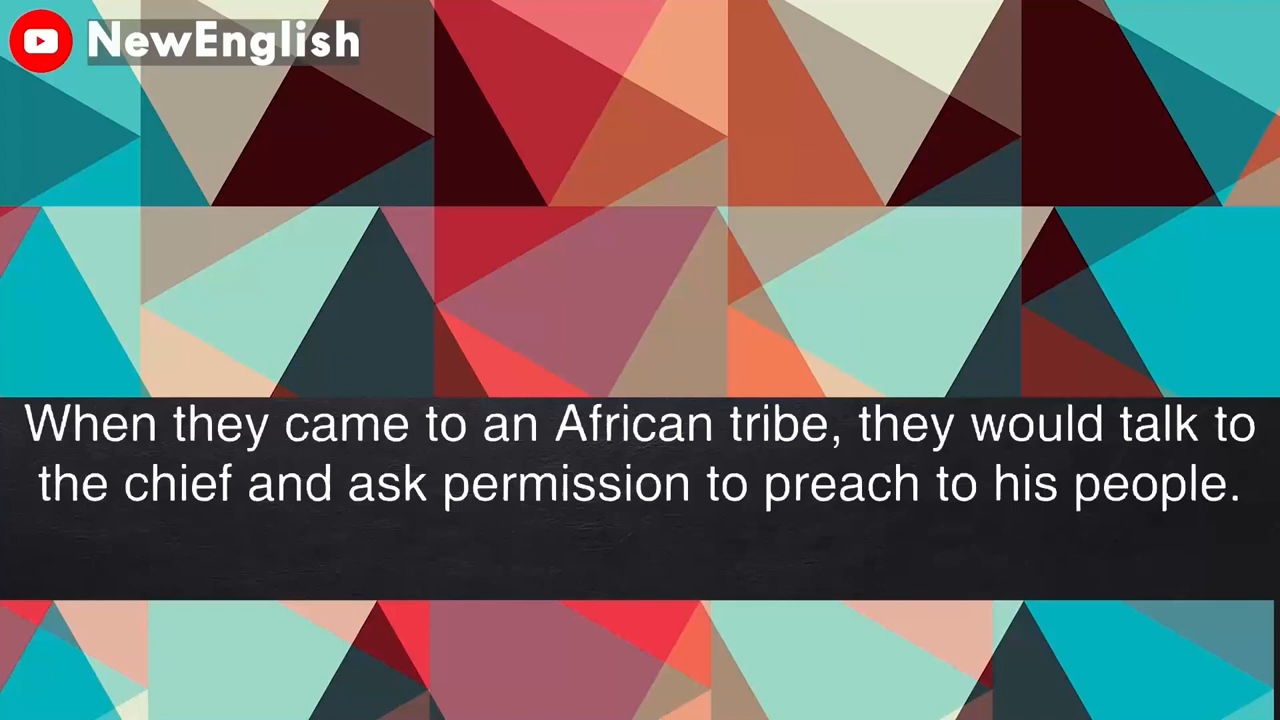 NewEnglish
When they came to an African tribe, they would talk to
the chief and ask permission to preach to his people.